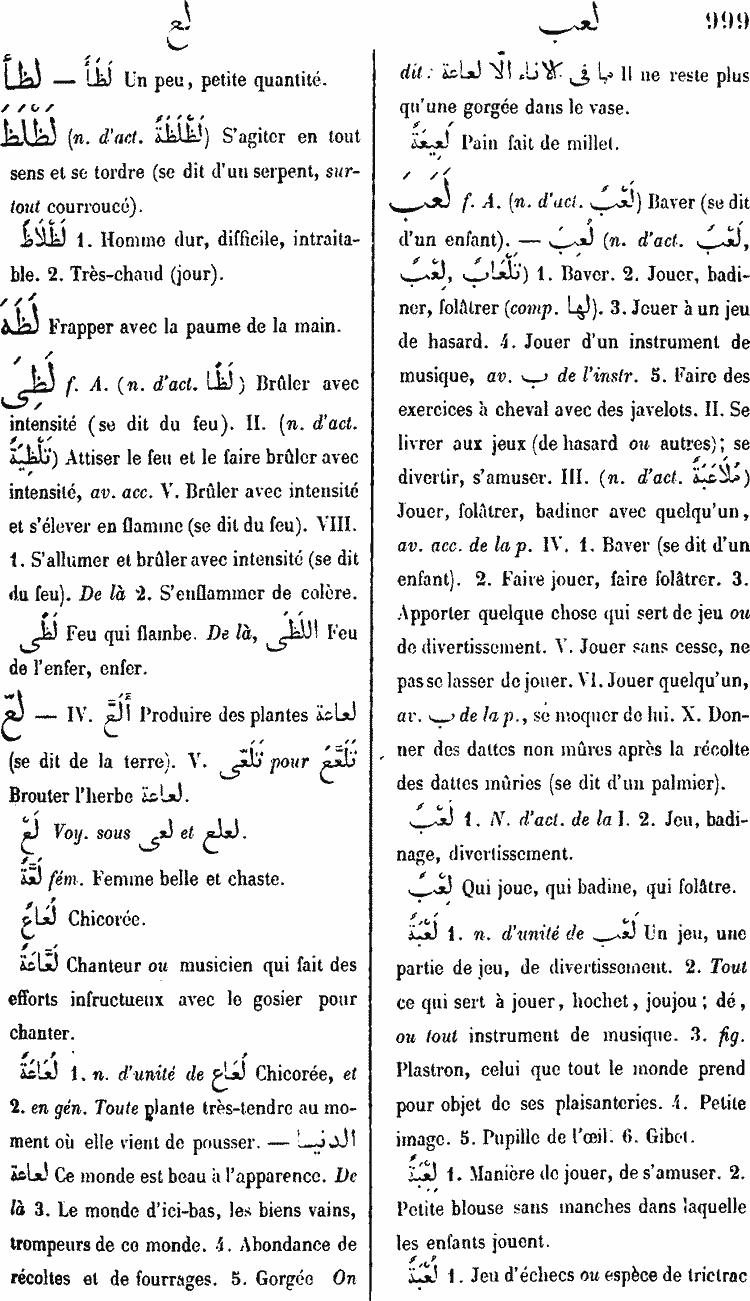 لع
لعب
999
لظأ — لَظْأً Un peu, petite quantité.
لَظْلَظَ (n. d'act. لَظْلَظَةٌ) S'agiter en tout
sens et se tordre (se dit d'un serpent, sur-
tout courroucé).
لَظْلَاظٌ 1. Homme dur, difficile, intraita-
ble. 2. Très-chaud (jour).
لَظَهَ Frapper avec la paume de la main.
لَظَى f. A. (n. d'act. لَظًا) Brûler avec
intensité (se dit du feu). II. (n. d'act.
تَلْظِيَةٌ) Attiser le feu et le faire brûler avec
intensité, av. acc. V. Brûler avec intensité
et s'élever en flamme (se dit du feu). VIII.
1. S'allumer et brûler avec intensité (se dit
du feu). De là 2. S'enflammer de colère.
لَظًى Feu qui flambe. De là, اللَّظَى Feu
de l'enfer, enfer.
لعّ — IV. أَلَعَّ Produire des plantes لعاعة
(se dit de la terre). V. تَلَعَّى pour تَلَعَّعَ
Brouter l'herbe لعاعة.
لَعٌ Voy. sous لعى et لعلع.
لَعَّةٌ fém. Femme belle et chaste.
لُعَاعٌ Chicorée.
لَعَّاعَةٌ Chanteur ou musicien qui fait des
efforts infructueux avec le gosier pour
chanter.
لُعَاعَةٌ 1. n. d'unité de لُعَاع Chicorée, et
2. en gén. Toute plante très-tendre au mo-
ment où elle vient de pousser. — الدنيا
لعاعة Ce monde est beau à l'apparence. De
là 3. Le monde d'ici-bas, les biens vains,
trompeurs de ce monde. 4. Abondance de
récoltes et de fourrages. 5. Gorgée On
dit : ما فى الاناء الّا لعاعة Il ne reste plus
qu'une gorgée dans le vase.
لَعِيعَةٌ Pain fait de millet.
لَعَبَ f. A. (n. d'act. لَعْبٌ) Baver (se dit
d'un enfant). — لَعِبَ (n. d'act. لَعْبٌ,
لَعِبٌ, تَلْعَابٌ) 1. Baver. 2. Jouer, badi-
ner, folâtrer (comp. لها). 3. Jouer à un jeu
de hasard. 4. Jouer d'un instrument de
musique, av. ب de l'instr. 5. Faire des
exercices à cheval avec des javelots. II. Se
livrer aux jeux (de hasard ou autres); se
divertir, s'amuser. III. (n. d'act. مُلَاعَبَةٌ)
Jouer, folâtrer, badiner avec quelqu'un,
av. acc. de la p. IV. 1. Baver (se dit d'un
enfant). 2. Faire jouer, faire folâtrer. 3.
Apporter quelque chose qui sert de jeu ou
de divertissement. V. Jouer sans cesse, ne
pas se lasser de jouer. VI. Jouer quelqu'un,
av. ب de la p., se moquer de lui. X. Don-
ner des dattes non mûres après la récolte
des dattes mûries (se dit d'un palmier).
لَعْبٌ 1. N. d'act. de la I. 2. Jeu, badi-
nage, divertissement.
لَعِبٌ Qui joue, qui badine, qui folâtre.
لَعْبَةٌ 1. n. d'unité de لَعْب Un jeu, une
partie de jeu, de divertissement. 2. Tout
ce qui sert à jouer, hochet, joujou; dé,
ou tout instrument de musique. 3. fig.
Plastron, celui que tout le monde prend
pour objet de ses plaisanteries. 4. Petite
image. 5. Pupille de l'œil. 6. Gibet.
لِعْبَةٌ 1. Manière de jouer, de s'amuser. 2.
Petite blouse sans manches dans laquelle
les enfants jouent.
لُعْبَةٌ 1. Jeu d'échecs ou espèce de trictrac